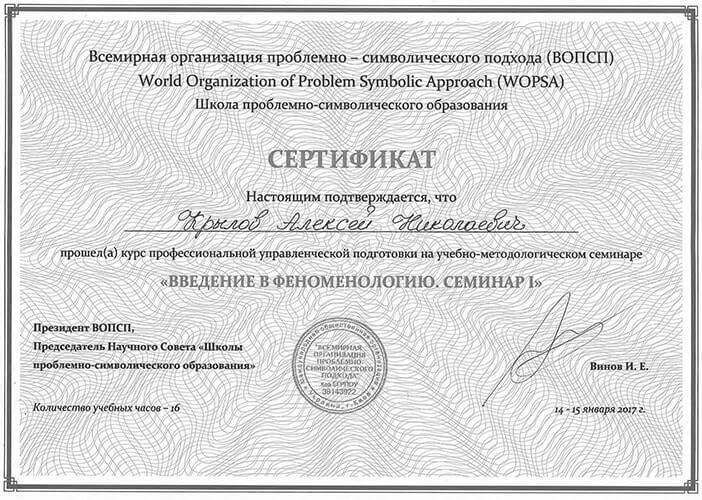 Всемирная организация проблемно – символического подхода (ВОПСП)
World Organization of Problem Symbolic Approach (WOPSA)
Школа проблемно-символического образования
СЕРТИФИКАТ
Настоящим подтверждается, что
Крылов Алексей Николаевич
прошел(а) курс профессиональной управленческой подготовки на учебно-методологическом семинаре
«ВВЕДЕНИЕ В ФЕНОМЕНОЛОГИЮ. СЕМИНАР I»
Президент ВОПСП,
Председатель Научного Совета «Школы
проблемно-символического образования»
"ВСЕМИРНАЯ
ОРГАНИЗАЦИЯ
ПРОБЛЕМНО-
СИМВОЛИЧЕСКОГО
ПОДХОДА"
Винов И. Е.
Количество учебных часов – 16
14 - 15 января 2017 г.